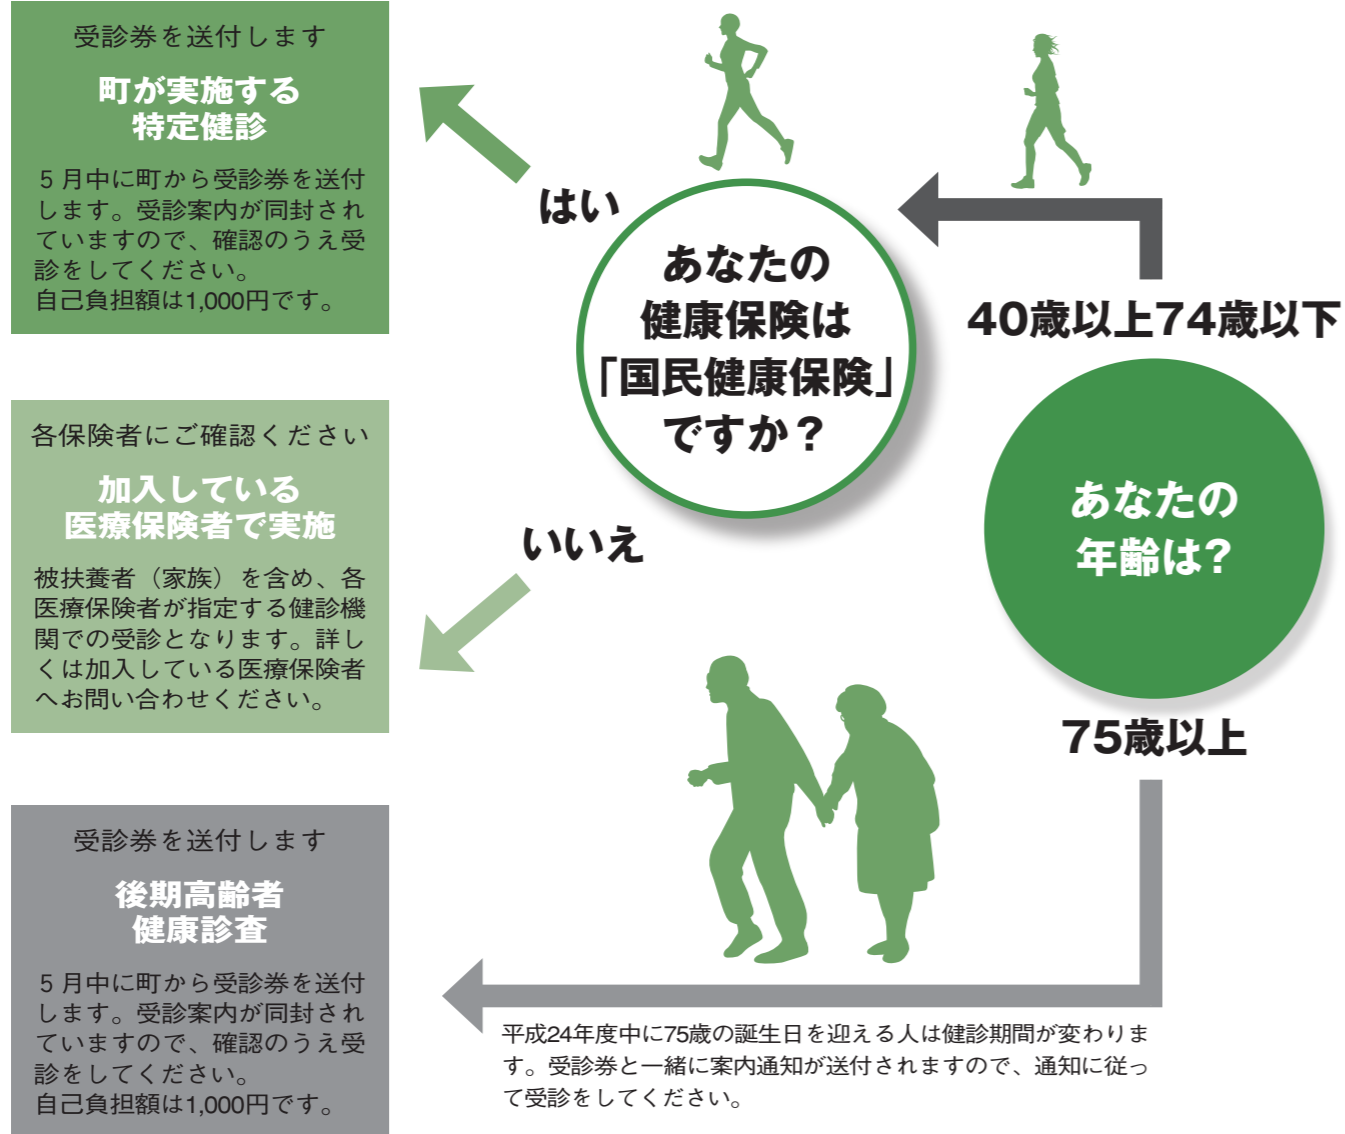 受診券を送付します
町が実施する
特定健診
５月中に町から受診券を送付
します。受診案内が同封され
ていますので、確認のうえ受
診をしてください。
自己負担額は1,000円です。
はい
あなたの
健康保険は
「国民健康保険」
ですか？
40歳以上74歳以下
あなたの
年齢は？
各保険者にご確認ください
加入している
医療保険者で実施
被扶養者（家族）を含め、各
医療保険者が指定する健診機
関での受診となります。詳し
くは加入している医療保険者
へお問い合わせください。
いいえ
75歳以上
受診券を送付します
後期高齢者
健康診査
５月中に町から受診券を送付
します。受診案内が同封され
ていますので、確認のうえ受
診をしてください。
自己負担額は1,000円です。
平成24年度中に75歳の誕生日を迎える人は健診期間が変わりま
す。受診券と一緒に案内通知が送付されますので、通知に従っ
て受診をしてください。